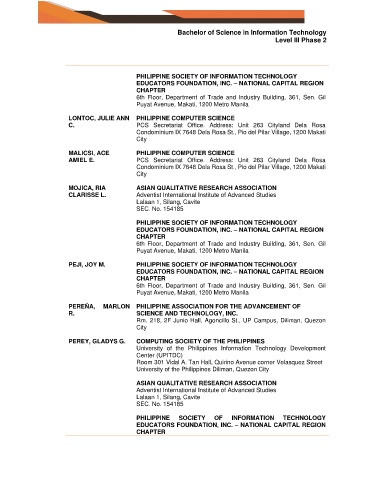 Bachelor of Science in Information Technology
Level III Phase 2
PHILIPPINE SOCIETY OF INFORMATION TECHNOLOGY
EDUCATORS FOUNDATION, INC. – NATIONAL CAPITAL REGION
CHAPTER
6th Floor, Department of Trade and Industry Building, 361, Sen. Gil
Puyat Avenue, Makati, 1200 Metro Manila
LONTOC, JULIE ANN C.
PHILIPPINE COMPUTER SCIENCE
PCS Secretariat Office. Address: Unit 263 Cityland Dela Rosa
Condominium IX 7648 Dela Rosa St., Pio del Pilar Village, 1200 Makati
City
MALICSI, ACE AMIEL E.
PHILIPPINE COMPUTER SCIENCE
PCS Secretariat Office. Address: Unit 263 Cityland Dela Rosa
Condominium IX 7648 Dela Rosa St., Pio del Pilar Village, 1200 Makati
City
MOJICA, RIA CLARISSE L.
ASIAN QUALITATIVE RESEARCH ASSOCIATION
Adventist International Institute of Advanced Studies
Lalaan 1, Silang, Cavite
SEC. No. 154185
PHILIPPINE SOCIETY OF INFORMATION TECHNOLOGY
EDUCATORS FOUNDATION, INC. – NATIONAL CAPITAL REGION
CHAPTER
6th Floor, Department of Trade and Industry Building, 361, Sen. Gil
Puyat Avenue, Makati, 1200 Metro Manila
PEJI, JOY M.
PHILIPPINE SOCIETY OF INFORMATION TECHNOLOGY
EDUCATORS FOUNDATION, INC. – NATIONAL CAPITAL REGION
CHAPTER
6th Floor, Department of Trade and Industry Building, 361, Sen. Gil
Puyat Avenue, Makati, 1200 Metro Manila
PEREÑA, MARLON R.
PHILIPPINE ASSOCIATION FOR THE ADVANCEMENT OF
SCIENCE AND TECHNOLOGY, INC.
Rm. 218, 2F Junio Hall, Agoncillo St., UP Campus, Diliman, Quezon
City
PEREY, GLADYS G.
COMPUTING SOCIETY OF THE PHILIPPINES
University of the Philippines Information Technology Development
Center (UPITDC)
Room 301 Vidal A. Tan Hall, Quirino Avenue corner Velasquez Street
University of the Philippines Diliman, Quezon City
ASIAN QUALITATIVE RESEARCH ASSOCIATION
Adventist International Institute of Advanced Studies
Lalaan 1, Silang, Cavite
SEC. No. 154185
PHILIPPINE SOCIETY OF INFORMATION TECHNOLOGY
EDUCATORS FOUNDATION, INC. – NATIONAL CAPITAL REGION
CHAPTER